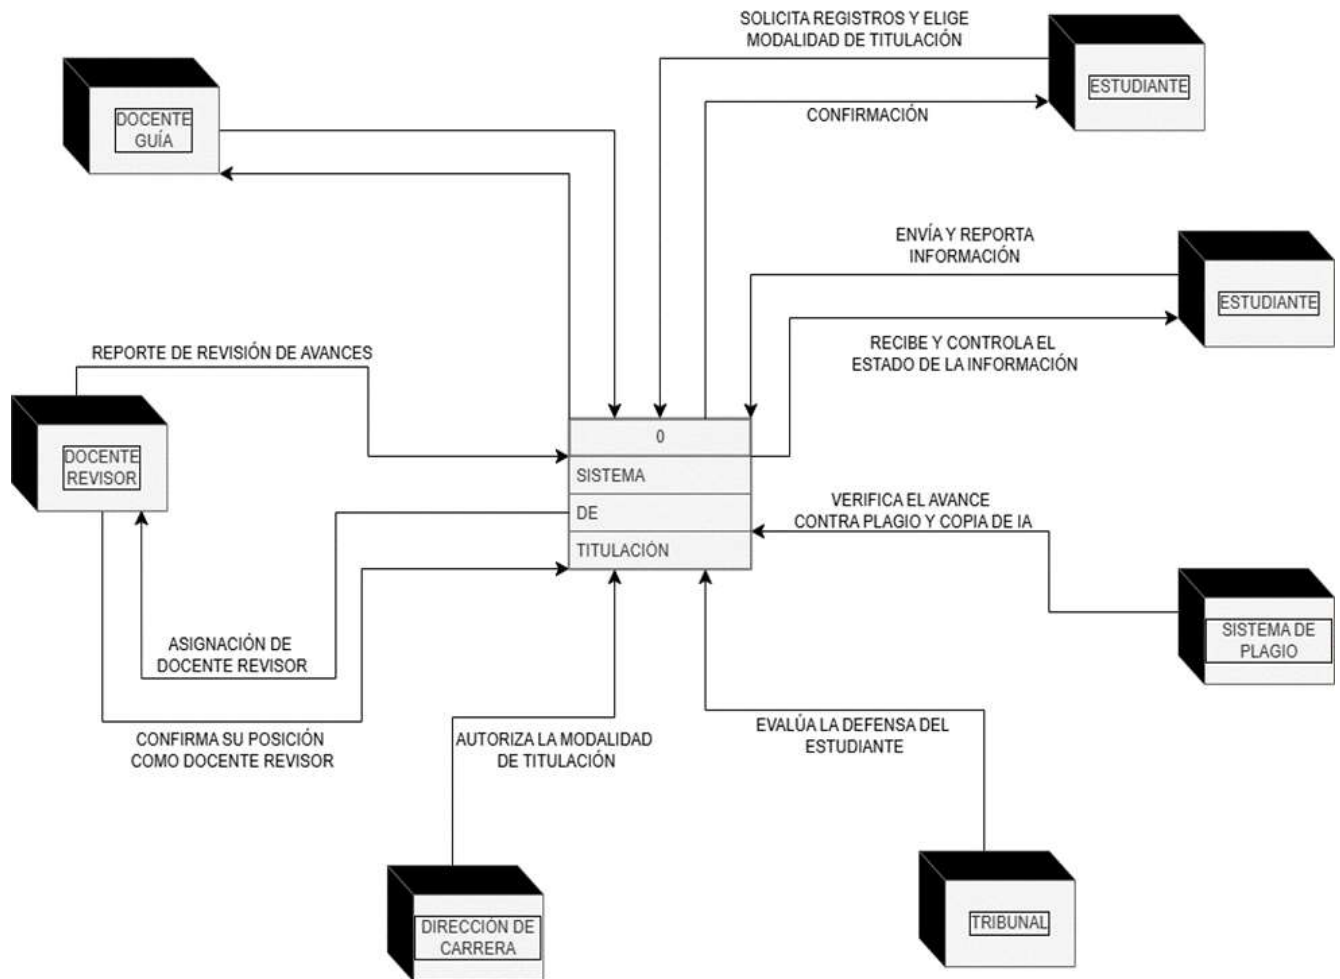 SOLICITA REGISTROS Y ELIGE
MODALIDAD DE TITULACIÓN
ESTUDIANTE
CONFIRMACIÓN
DOCENTE
GUÍA
ENVÍA Y REPORTA
INFORMACIÓN
ESTUDIANTE
RECIBE Y CONTROLA EL
ESTADO DE LA INFORMACIÓN
REPORTE DE REVISIÓN DE AVANCES
DOCENTE
REVISOR
0
SISTEMA
DE
TITULACIÓN
VERIFICA EL AVANCE
CONTRA PLAGIO Y COPIA DE IA
SISTEMA DE
PLAGIO
ASIGNACIÓN DE
DOCENTE REVISOR
CONFIRMA SU POSICIÓN
COMO DOCENTE REVISOR
AUTORIZA LA MODALIDAD
DE TITULACIÓN
EVALÚA LA DEFENSA DEL
ESTUDIANTE
DIRECCIÓN DE
CARRERA
TRIBUNAL